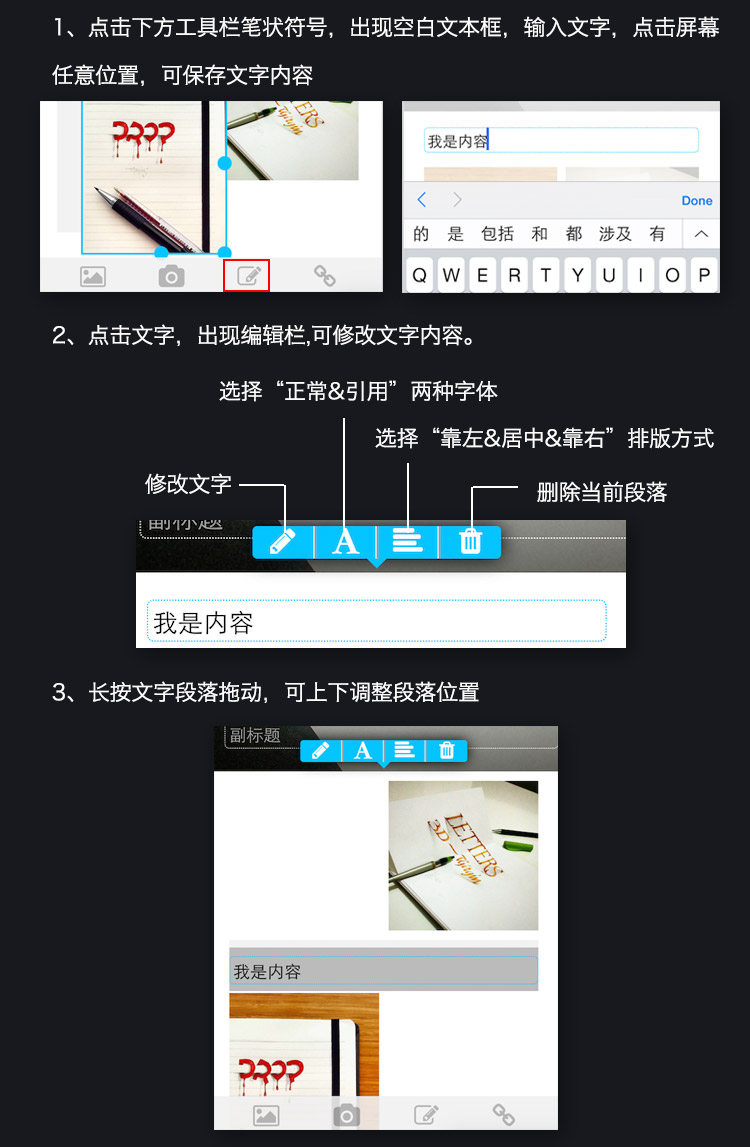 1、点击下方工具栏笔状符号，出现空白文本框，输入文字，点击屏幕
任意位置，可保存文字内容
LETTERS
我是内容
Done
的 是 包括 和 都 涉及 有
Q W E R T Y U I O P
2、点击文字，出现编辑栏,可修改文字内容。
选择“正常&引用”两种字体
选择“靠左&居中&靠右”排版方式
修改文字
删除当前段落
副标题
A
我是内容
3、长按文字段落拖动，可上下调整段落位置
副标题
A
LETTERS
3D
我是内容